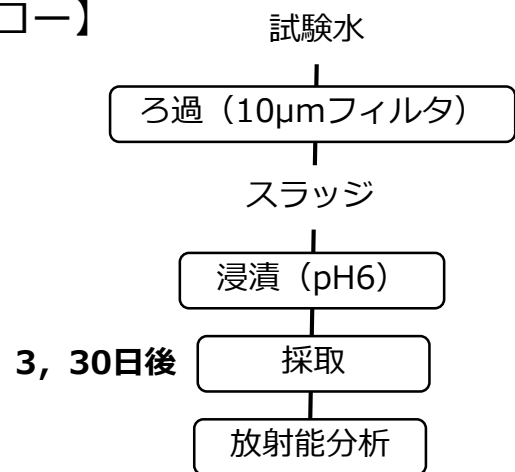 ロー】
試験水
ろ過（10μmフィルタ）
スラッジ
浸漬（pH6）
3，30日後
採取
放射能分析